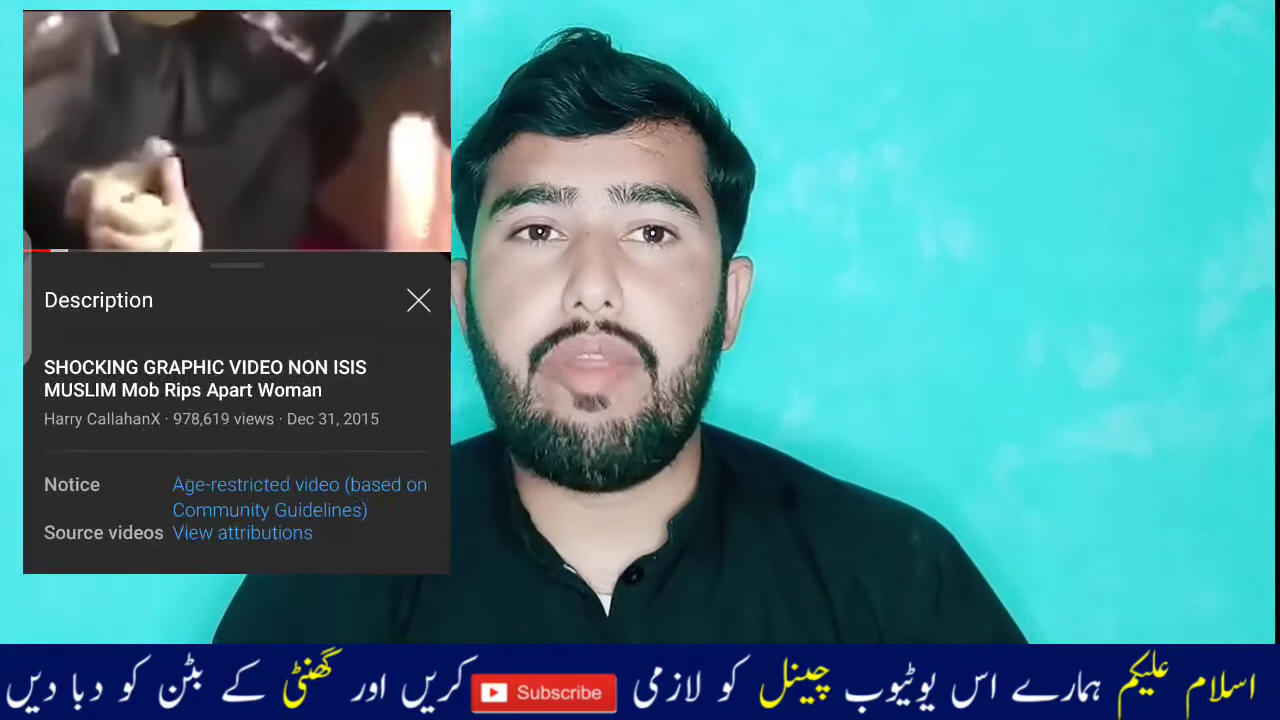 Description
SHOCKING GRAPHIC VIDEO NON ISIS
MUSLIM Mob Rips Apart Woman
Harry CallahanX · 978,619 views · Dec 31, 2015
Notice Age-restricted video (based on
Community Guidelines)
Source videos View attributions
اسلام علیکم ہمارے اس یوٹیوب چینل کو لازمی Subscribe کریں اور گھنٹی کے بٹن کو دبا دیں